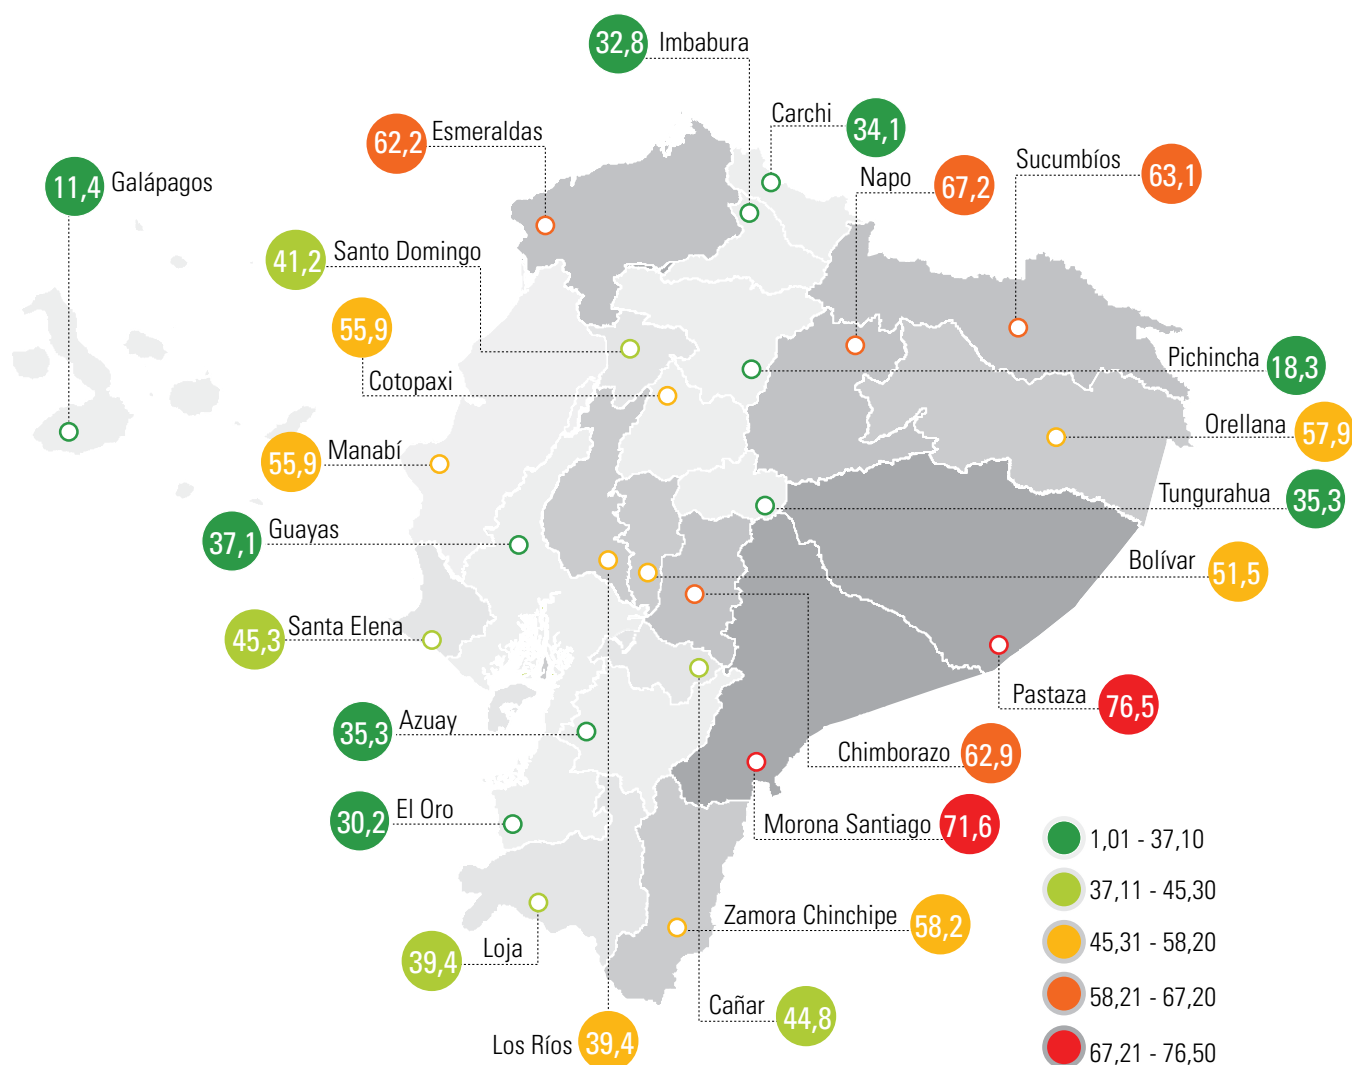 32,8 Imbabura
Carchi 34,1
62,2 Esmeraldas
Sucumbíos 63,1
Napo 67,2
11,4 Galápagos
41,2 Santo Domingo
55,9
Cotopaxi
Pichincha 18,3
Orellana 57,9
55,9 Manabí
Tungurahua 35,3
37,1 Guayas
Bolívar 51,5
45,3 Santa Elena
Pastaza 76,5
35,3 Azuay
Chimborazo 62,9
30,2 El Oro
Morona Santiago 71,6
Zamora Chinchipe 58,2
39,4 Loja
Cañar 44,8
Los Ríos 39,4
1,01 - 37,10
37,11 - 45,30
45,31 - 58,20
58,21 - 67,20
67,21 - 76,50